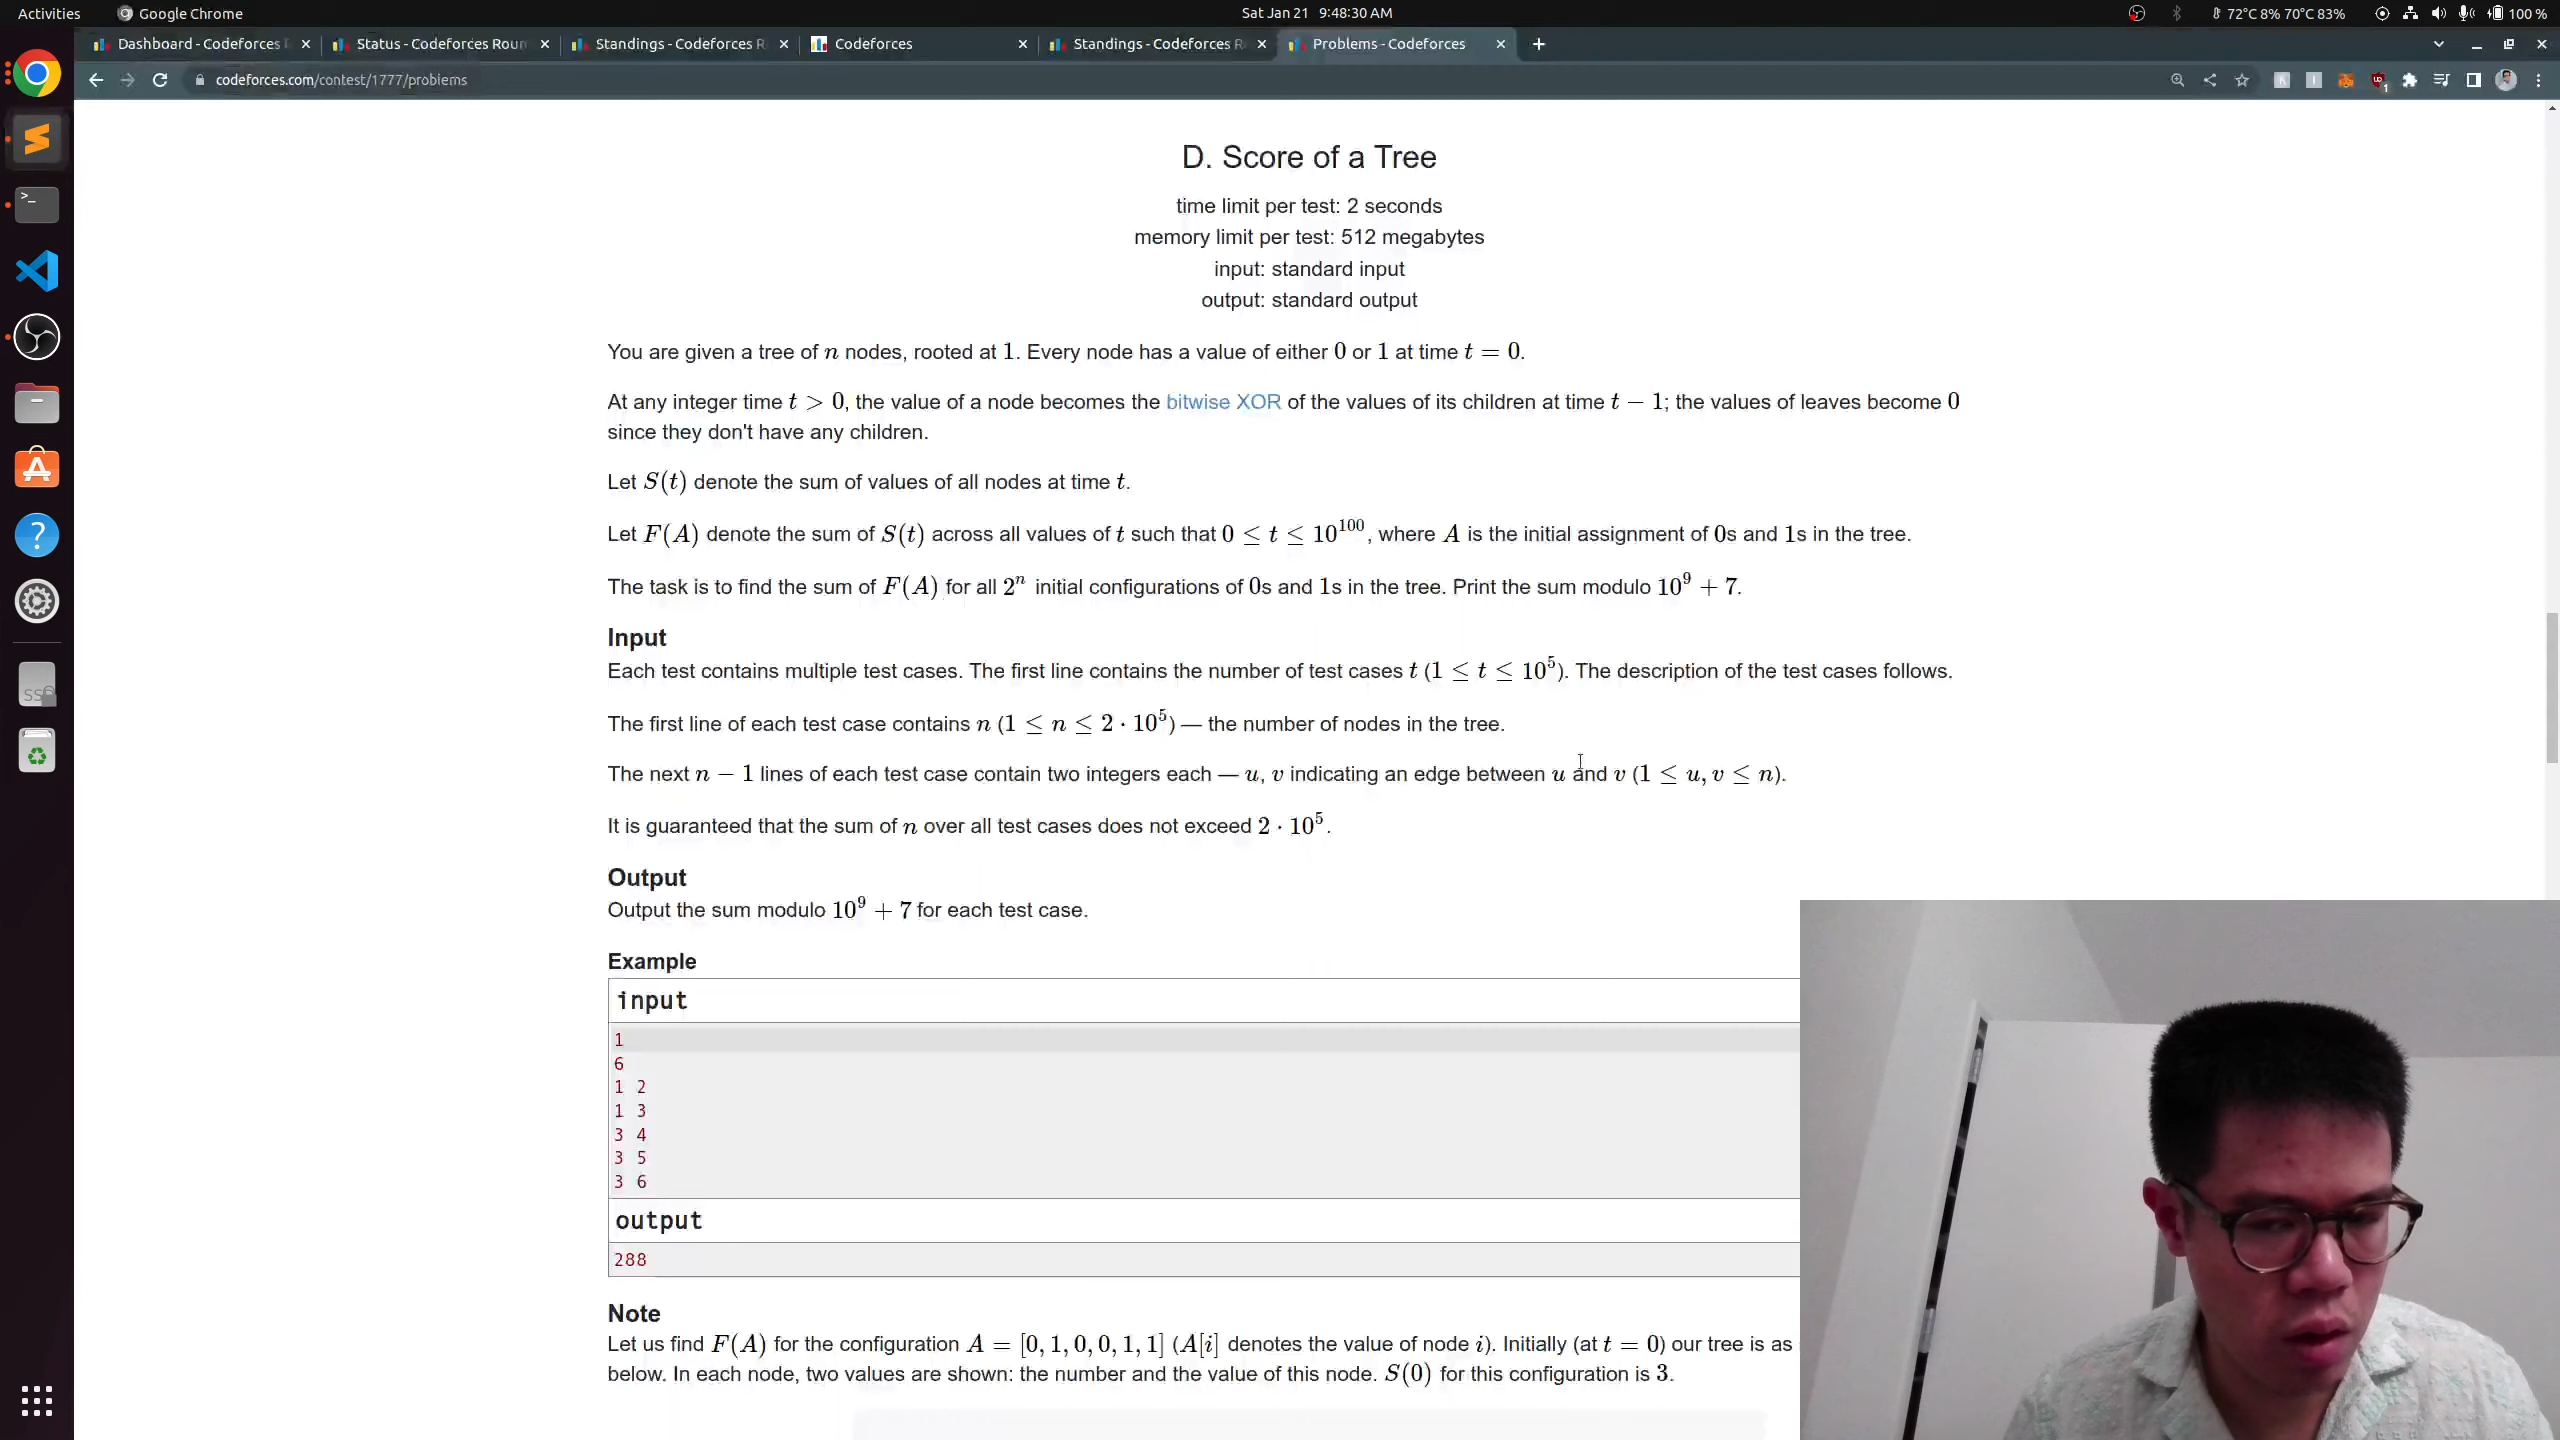 Activities
Google Chrome
Sat Jan 21 9:48:30 AM
72°C 8% 70°C 83%
100 %
Dashboard - Codeforces
Status - Codeforces Roun
Standings - Codeforces R
Codeforces
Standings - Codeforces R
Problems - Codeforces
codeforces.com/contest/1777/problems
D. Score of a Tree
time limit per test: 2 seconds
memory limit per test: 512 megabytes
input: standard input
output: standard output
You are given a tree of n nodes, rooted at 1. Every node has a value of either 0 or 1 at time t = 0.
At any integer time t > 0, the value of a node becomes the bitwise XOR of the values of its children at time t − 1; the values of leaves become 0
since they don't have any children.
Let S(t) denote the sum of values of all nodes at time t.
Let F(A) denote the sum of S(t) across all values of t such that 0 ≤ t ≤ 10^100, where A is the initial assignment of 0s and 1s in the tree.
The task is to find the sum of F(A) for all 2^n initial configurations of 0s and 1s in the tree. Print the sum modulo 10^9 + 7.
Input
Each test contains multiple test cases. The first line contains the number of test cases t (1 ≤ t ≤ 10^5). The description of the test cases follows.
The first line of each test case contains n (1 ≤ n ≤ 2 · 10^5) — the number of nodes in the tree.
The next n − 1 lines of each test case contain two integers each — u, v indicating an edge between u and v (1 ≤ u, v ≤ n).
It is guaranteed that the sum of n over all test cases does not exceed 2 · 10^5.
Output
Output the sum modulo 10^9 + 7 for each test case.
Example
input
1
6
1 2
1 3
3 4
3 5
3 6
output
288
Note
Let us find F(A) for the configuration A = [0, 1, 0, 0, 1, 1] (A[i] denotes the value of node i). Initially (at t = 0) our tree is as
below. In each node, two values are shown: the number and the value of this node. S(0) for this configuration is 3.